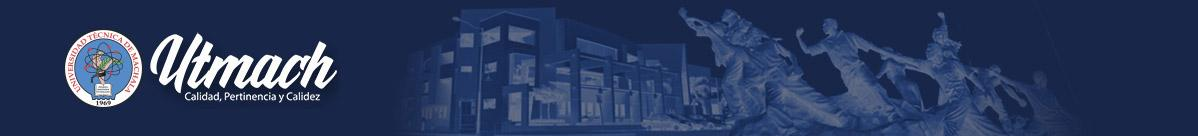 UNIVERSIDAD TÉCNICA DE MACHALA
1969
Utmach
Calidad, Pertinencia y Calidez